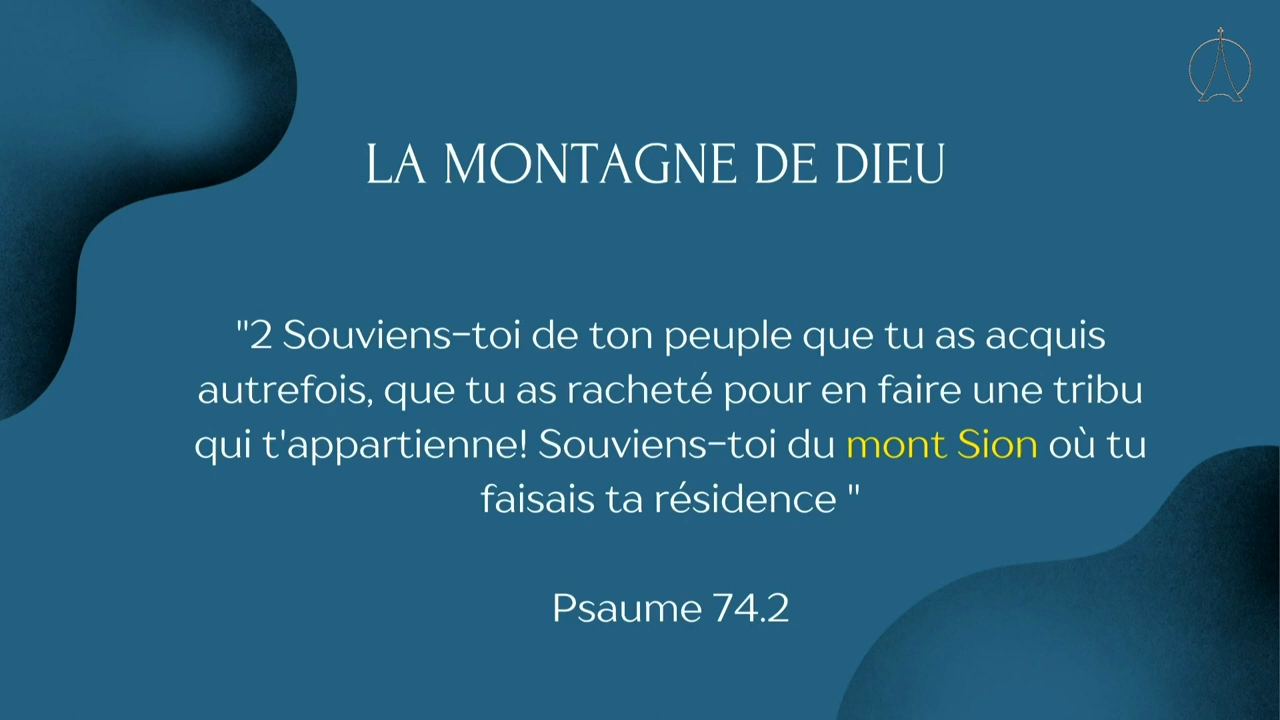 LA MONTAGNE DE DIEU
"2 Souviens-toi de ton peuple que tu as acquis
autrefois, que tu as racheté pour en faire une tribu
qui t'appartienne! Souviens-toi du mont Sion où tu
faisais ta résidence "
Psaume 74.2